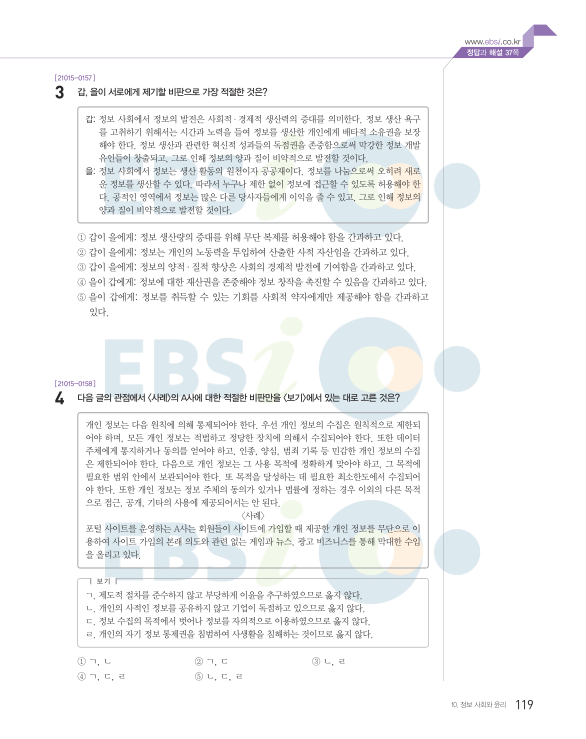 www.ebsi.co.kr
정답과 해설 37쪽
[21015-0157]
3 갑, 을이 서로에게 제기할 비판으로 가장 적절한 것은?
갑: 정보 사회에서 정보의 발전은 사회적·경제적 생산력의 증대를 의미한다. 정보 생산 욕구
를 고취하기 위해서는 시간과 노력을 들여 정보를 생산한 개인에게 배타적 소유권을 보장
해야 한다. 정보 생산과 관련한 혁신적 성과들의 독점권을 존중함으로써 막강한 정보 개발
유인들이 창출되고, 그로 인해 정보의 양과 질이 비약적으로 발전할 것이다.
을: 정보 사회에서 정보는 생산 활동의 원천이자 공공재이다. 정보를 나눔으로써 오히려 새로
운 정보를 생산할 수 있다. 따라서 누구나 제한 없이 정보에 접근할 수 있도록 허용해야 한
다. 공적인 영역에서 정보는 많은 다른 당사자들에게 이익을 줄 수 있고, 그로 인해 정보의
양과 질이 비약적으로 발전할 것이다.
① 갑이 을에게: 정보 생산량의 증대를 위해 무단 복제를 허용해야 함을 간과하고 있다.
② 갑이 을에게: 정보는 개인의 노동력을 투입하여 산출한 사적 자산임을 간과하고 있다.
③ 갑이 을에게: 정보의 양적·질적 향상은 사회의 경제적 발전에 기여함을 간과하고 있다.
④ 을이 갑에게: 정보에 대한 재산권을 존중해야 정보 창작을 촉진할 수 있음을 간과하고 있다.
⑤ 을이 갑에게: 정보를 취득할 수 있는 기회를 사회적 약자에게만 제공해야 함을 간과하고
있다.
[21015-0158]
4 다음 글의 관점에서 〈사례〉의 A사에 대한 적절한 비판만을 〈보기〉에서 있는 대로 고른 것은?
개인 정보는 다음 원칙에 의해 통제되어야 한다. 우선 개인 정보의 수집은 원칙적으로 제한되
어야 하며, 모든 개인 정보는 적법하고 정당한 장치에 의해서 수집되어야 한다. 또한 데이터
주체에게 통지하거나 동의를 얻어야 하고, 인종, 양심, 범죄 기록 등 민감한 개인 정보의 수집
은 제한되어야 한다. 다음으로 개인 정보는 그 사용 목적에 정확하게 맞아야 하고, 그 목적에
필요한 범위 안에서 보관되어야 한다. 또 목적을 달성하는 데 필요한 최소한도에서 수집되어
야 한다. 또한 개인 정보는 정보 주체의 동의가 있거나 법률에 정하는 경우 이외의 다른 목적
으로 접근, 공개, 기타의 사용에 제공되어서는 안 된다.
〈사례〉
포털 사이트를 운영하는 A사는 회원들이 사이트에 가입할 때 제공한 개인 정보를 무단으로 이
용하여 사이트 가입의 본래 의도와 관련 없는 게임과 뉴스, 광고 비즈니스를 통해 막대한 수입
을 올리고 있다.
보기
ㄱ. 제도적 절차를 준수하지 않고 부당하게 이윤을 추구하였으므로 옳지 않다.
ㄴ. 개인의 사적인 정보를 공유하지 않고 기업이 독점하고 있으므로 옳지 않다.
ㄷ. 정보 수집의 목적에서 벗어나 정보를 자의적으로 이용하였으므로 옳지 않다.
ㄹ. 개인의 자기 정보 통제권을 침범하여 사생활을 침해하는 것이므로 옳지 않다.
① ㄱ, ㄴ ② ㄱ, ㄷ ③ ㄴ, ㄹ
④ ㄱ, ㄷ, ㄹ ⑤ ㄴ, ㄷ, ㄹ
10. 정보 사회와 윤리 119
EBSi
EBSi
EBSi